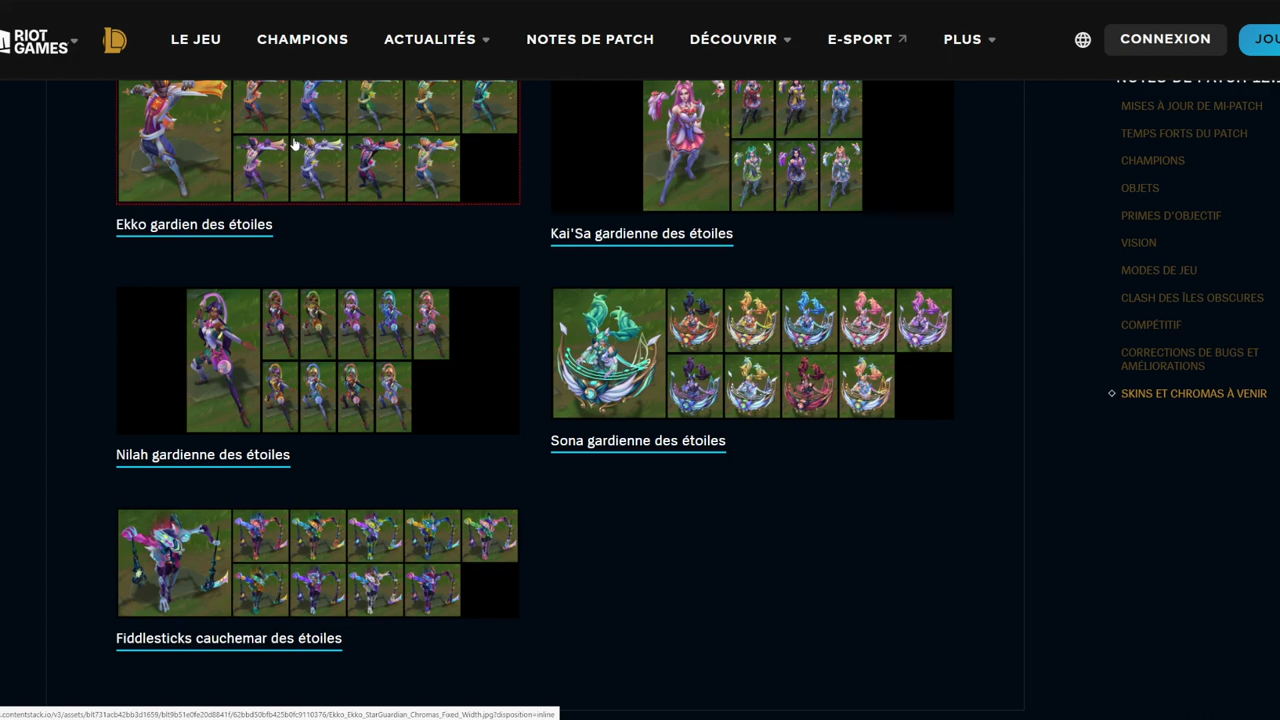 RIOT GAMES
LE JEU
CHAMPIONS
ACTUALITÉS
NOTES DE PATCH
DÉCOUVRIR
E-SPORT
PLUS
CONNEXION
JOU
MISES À JOUR DE MI-PATCH
TEMPS FORTS DU PATCH
CHAMPIONS
OBJETS
PRIMES D'OBJECTIF
VISION
MODES DE JEU
CLASH DES ÎLES OBSCURES
COMPÉTITIF
CORRECTIONS DE BUGS ET
AMÉLIORATIONS
SKINS ET CHROMAS À VENIR
Ekko gardien des étoiles
Kai'Sa gardienne des étoiles
Nilah gardienne des étoiles
Sona gardienne des étoiles
Fiddlesticks cauchemar des étoiles